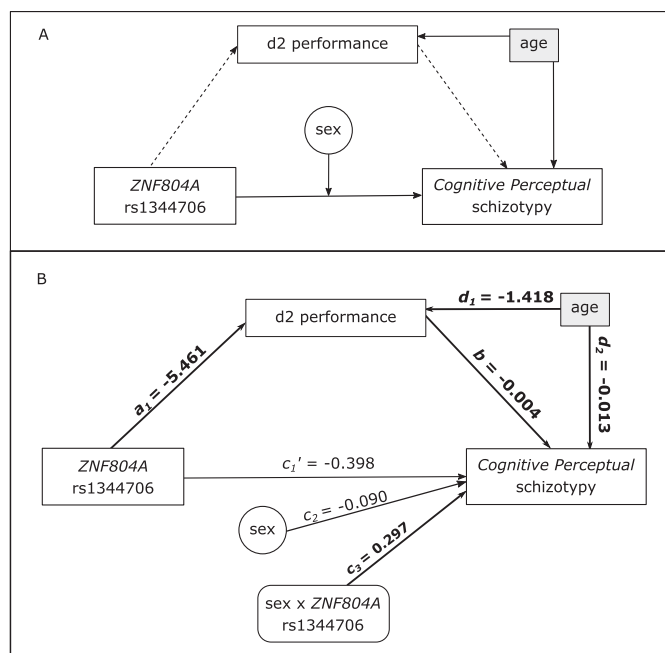 A
d2 performance
age
sex
ZNF804A
rs1344706
Cognitive Perceptual
schizotypy
B
d1 = -1.418
age
d2 performance
a1 = -5.461
b = -0.004
d2 = -0.013
ZNF804A
rs1344706
c1' = -0.398
Cognitive Perceptual
schizotypy
sex
c2 = -0.090
c3 = 0.297
sex x ZNF804A
rs1344706